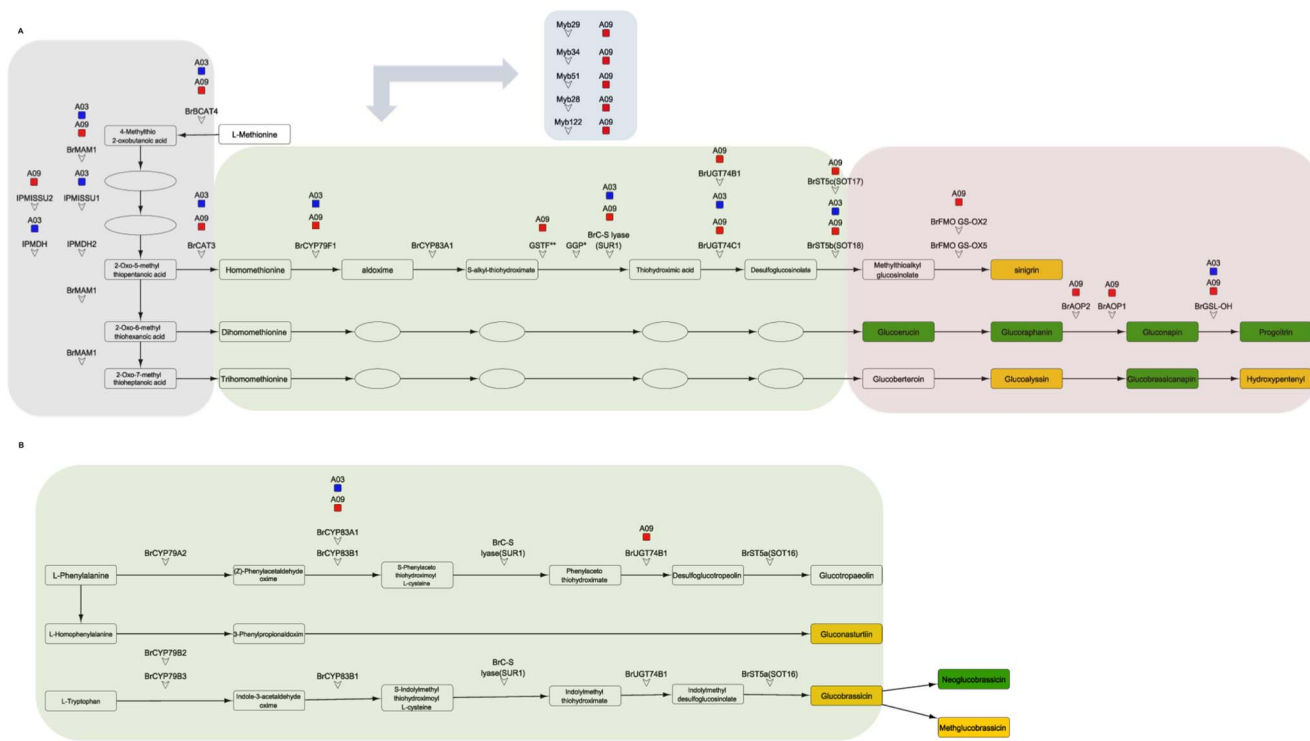 A
Myb29
A09
Myb34
A09
Myb51
A09
Myb28
A09
Myb122
A09
A03
A09
BrBCAT4
A03
A09
BrMAM1
4-Methylthio
2-oxobutanoic acid
L-Methionine
A09
IPMISSU2
A03
IPMISSU1
A03
IPMDH
IPMDH2
A03
A09
BrCAT3
2-Oxo-5-methyl
thiopentanoic acid
BrMAM1
2-Oxo-6-methyl
thiohexanoic acid
BrMAM1
2-Oxo-7-methyl
thioheptanoic acid
A03
A09
BrCYP79F1
BrCYP83A1
A09
GSTF**
GGP*
A03
A09
BrC-S lyase
(SUR1)
A09
BrUGT74B1
A03
A09
BrUGT74C1
A09
BrST5c(SOT17)
A03
A09
BrST5b(SOT18)
A09
BrFMO GS-OX2
BrFMO GS-OX5
Homomethionine
aldoxime
S-alkyl-thiohydroximate
Thiohydroximic acid
Desulfoglucosinolate
Methylthioalkyl
glucosinolate
sinigrin
A09
BrAOP2
A09
BrAOP1
A03
A09
BrGSL-OH
Dihomomethionine
Glucoerucin
Glucoraphanin
Gluconapin
Progoitrin
Trihomomethionine
Glucoberteroin
Glucoalyssin
Glucobrassicanapin
Hydroxypentenyl
B
BrCYP79A2
A03
A09
BrCYP83A1
BrCYP83B1
BrC-S
lyase(SUR1)
A09
BrUGT74B1
BrST5a(SOT16)
L-Phenylalanine
(Z)-Phenylacetaldehyde
oxime
S-Phenylaceto
thiohydroximoyl
L-cysteine
Phenylaceto
thiohydroximate
Desulfoglucotropeolin
Glucotropaeolin
L-Homophenylalanine
3-Phenylpropionaldoxim
Gluconasturtiin
BrCYP79B2
BrCYP79B3
BrCYP83B1
BrC-S
lyase(SUR1)
BrUGT74B1
BrST5a(SOT16)
L-Tryptophan
Indole-3-acetaldehyde
oxime
S-Indolylmethyl
thiohydroximoyl
L-cysteine
Indolylmethyl
thiohydroximate
Indolylmethyl
desulfoglucosinolate
Glucobrassicin
Neoglucobrassicin
Methglucobrassicin